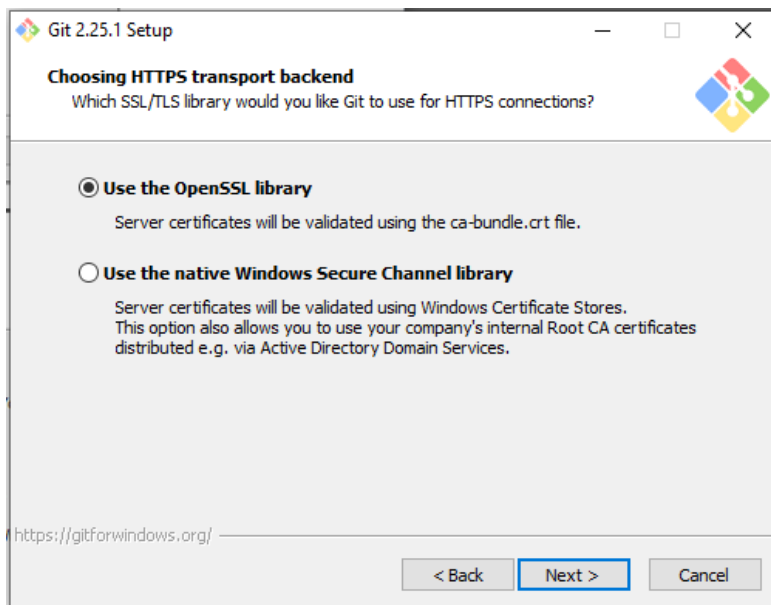 Git 2.25.1 Setup
Choosing HTTPS transport backend
Which SSL/TLS library would you like Git to use for HTTPS connections?
Use the OpenSSL library
Server certificates will be validated using the ca-bundle.crt file.
Use the native Windows Secure Channel library
Server certificates will be validated using Windows Certificate Stores.
This option also allows you to use your company's internal Root CA certificates
distributed e.g. via Active Directory Domain Services.
https://gitforwindows.org/
< Back
Next >
Cancel